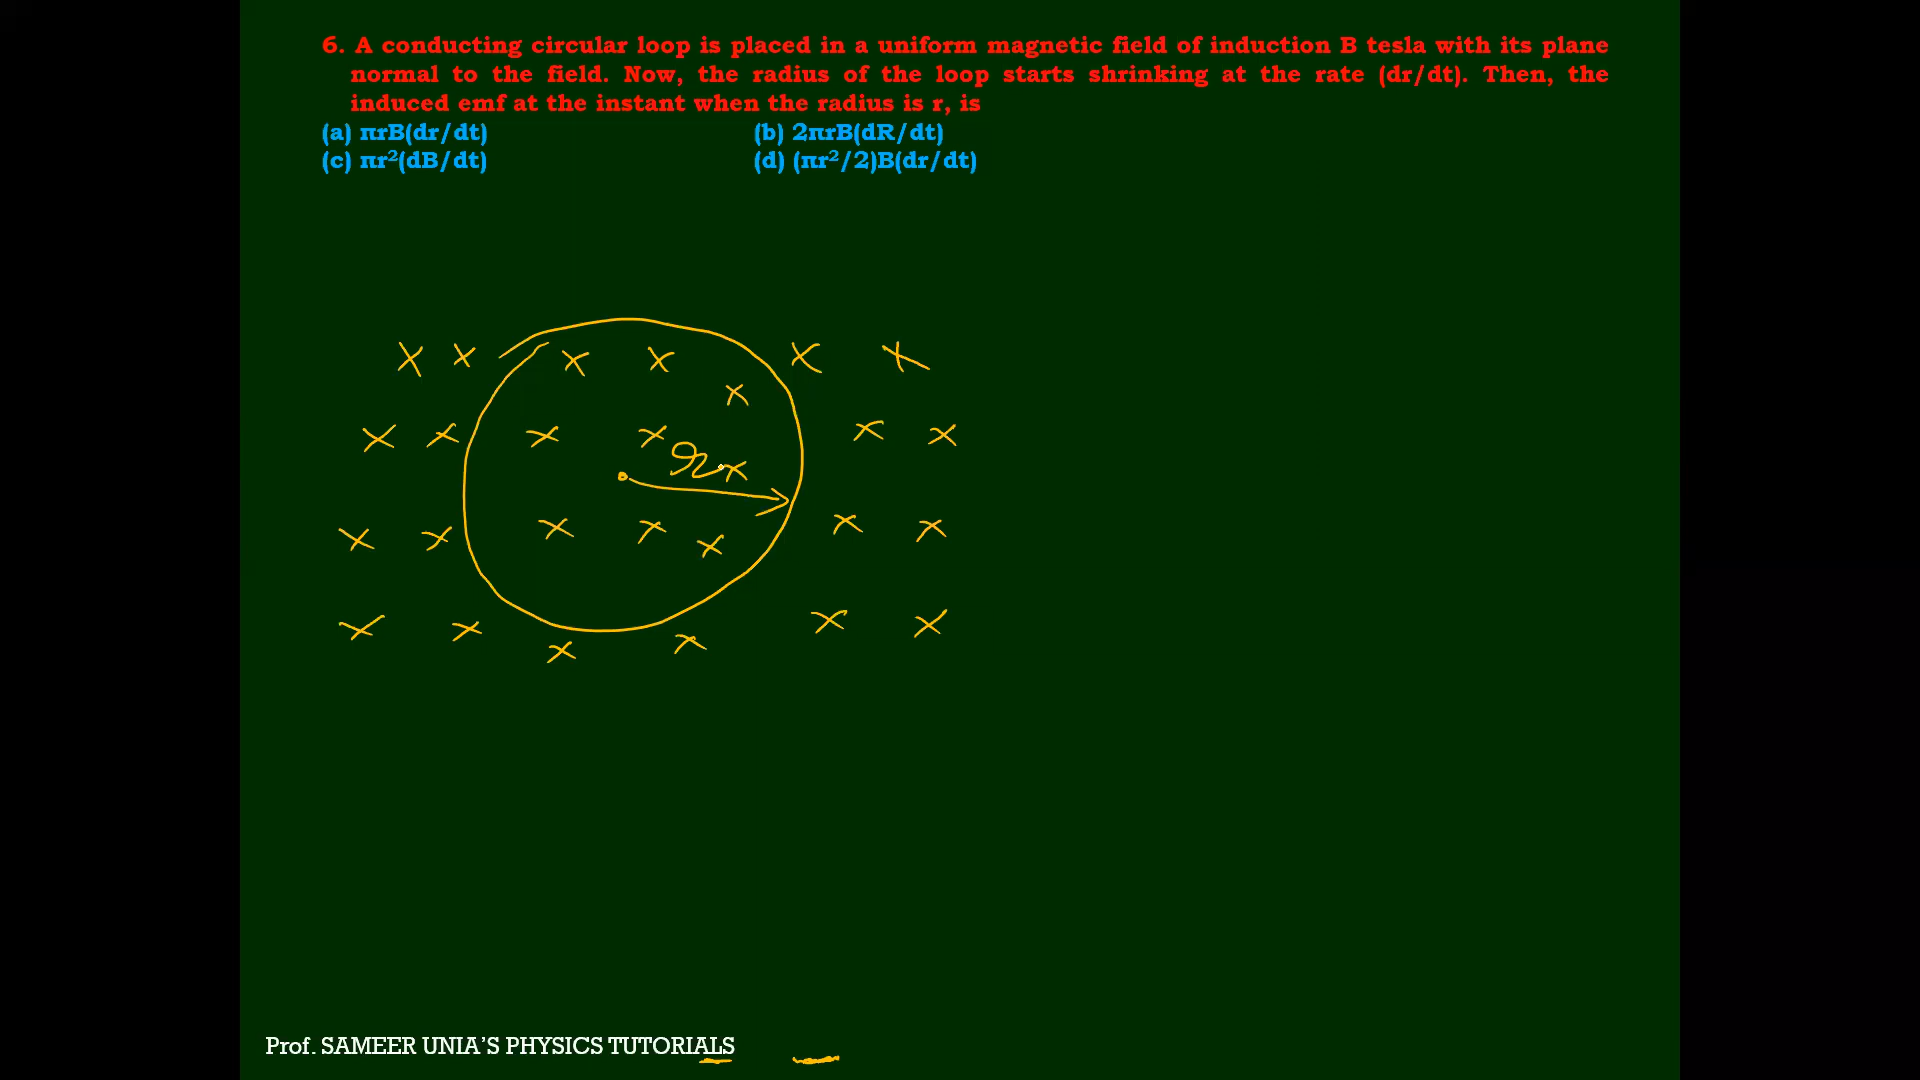 6. A conducting circular loop is placed in a uniform magnetic field of induction B tesla with its plane
normal to the field. Now, the radius of the loop starts shrinking at the rate (dr/dt). Then, the
induced emf at the instant when the radius is r, is
(a) πrB(dr/dt) (b) 2πrB(dR/dt)
(c) πr²(dB/dt) (d) (πr²/2)B(dr/dt)
x x x x x x
x
x x x x x x
r x
x x x x x x x
x x x x x x
Prof. SAMEER UNIA’S PHYSICS TUTORIALS